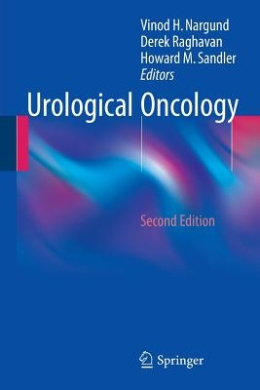 Vinod H. Nargund
Derek Raghavan
Howard M. Sandler
Editors
Urological Oncology
Second Edition
Springer